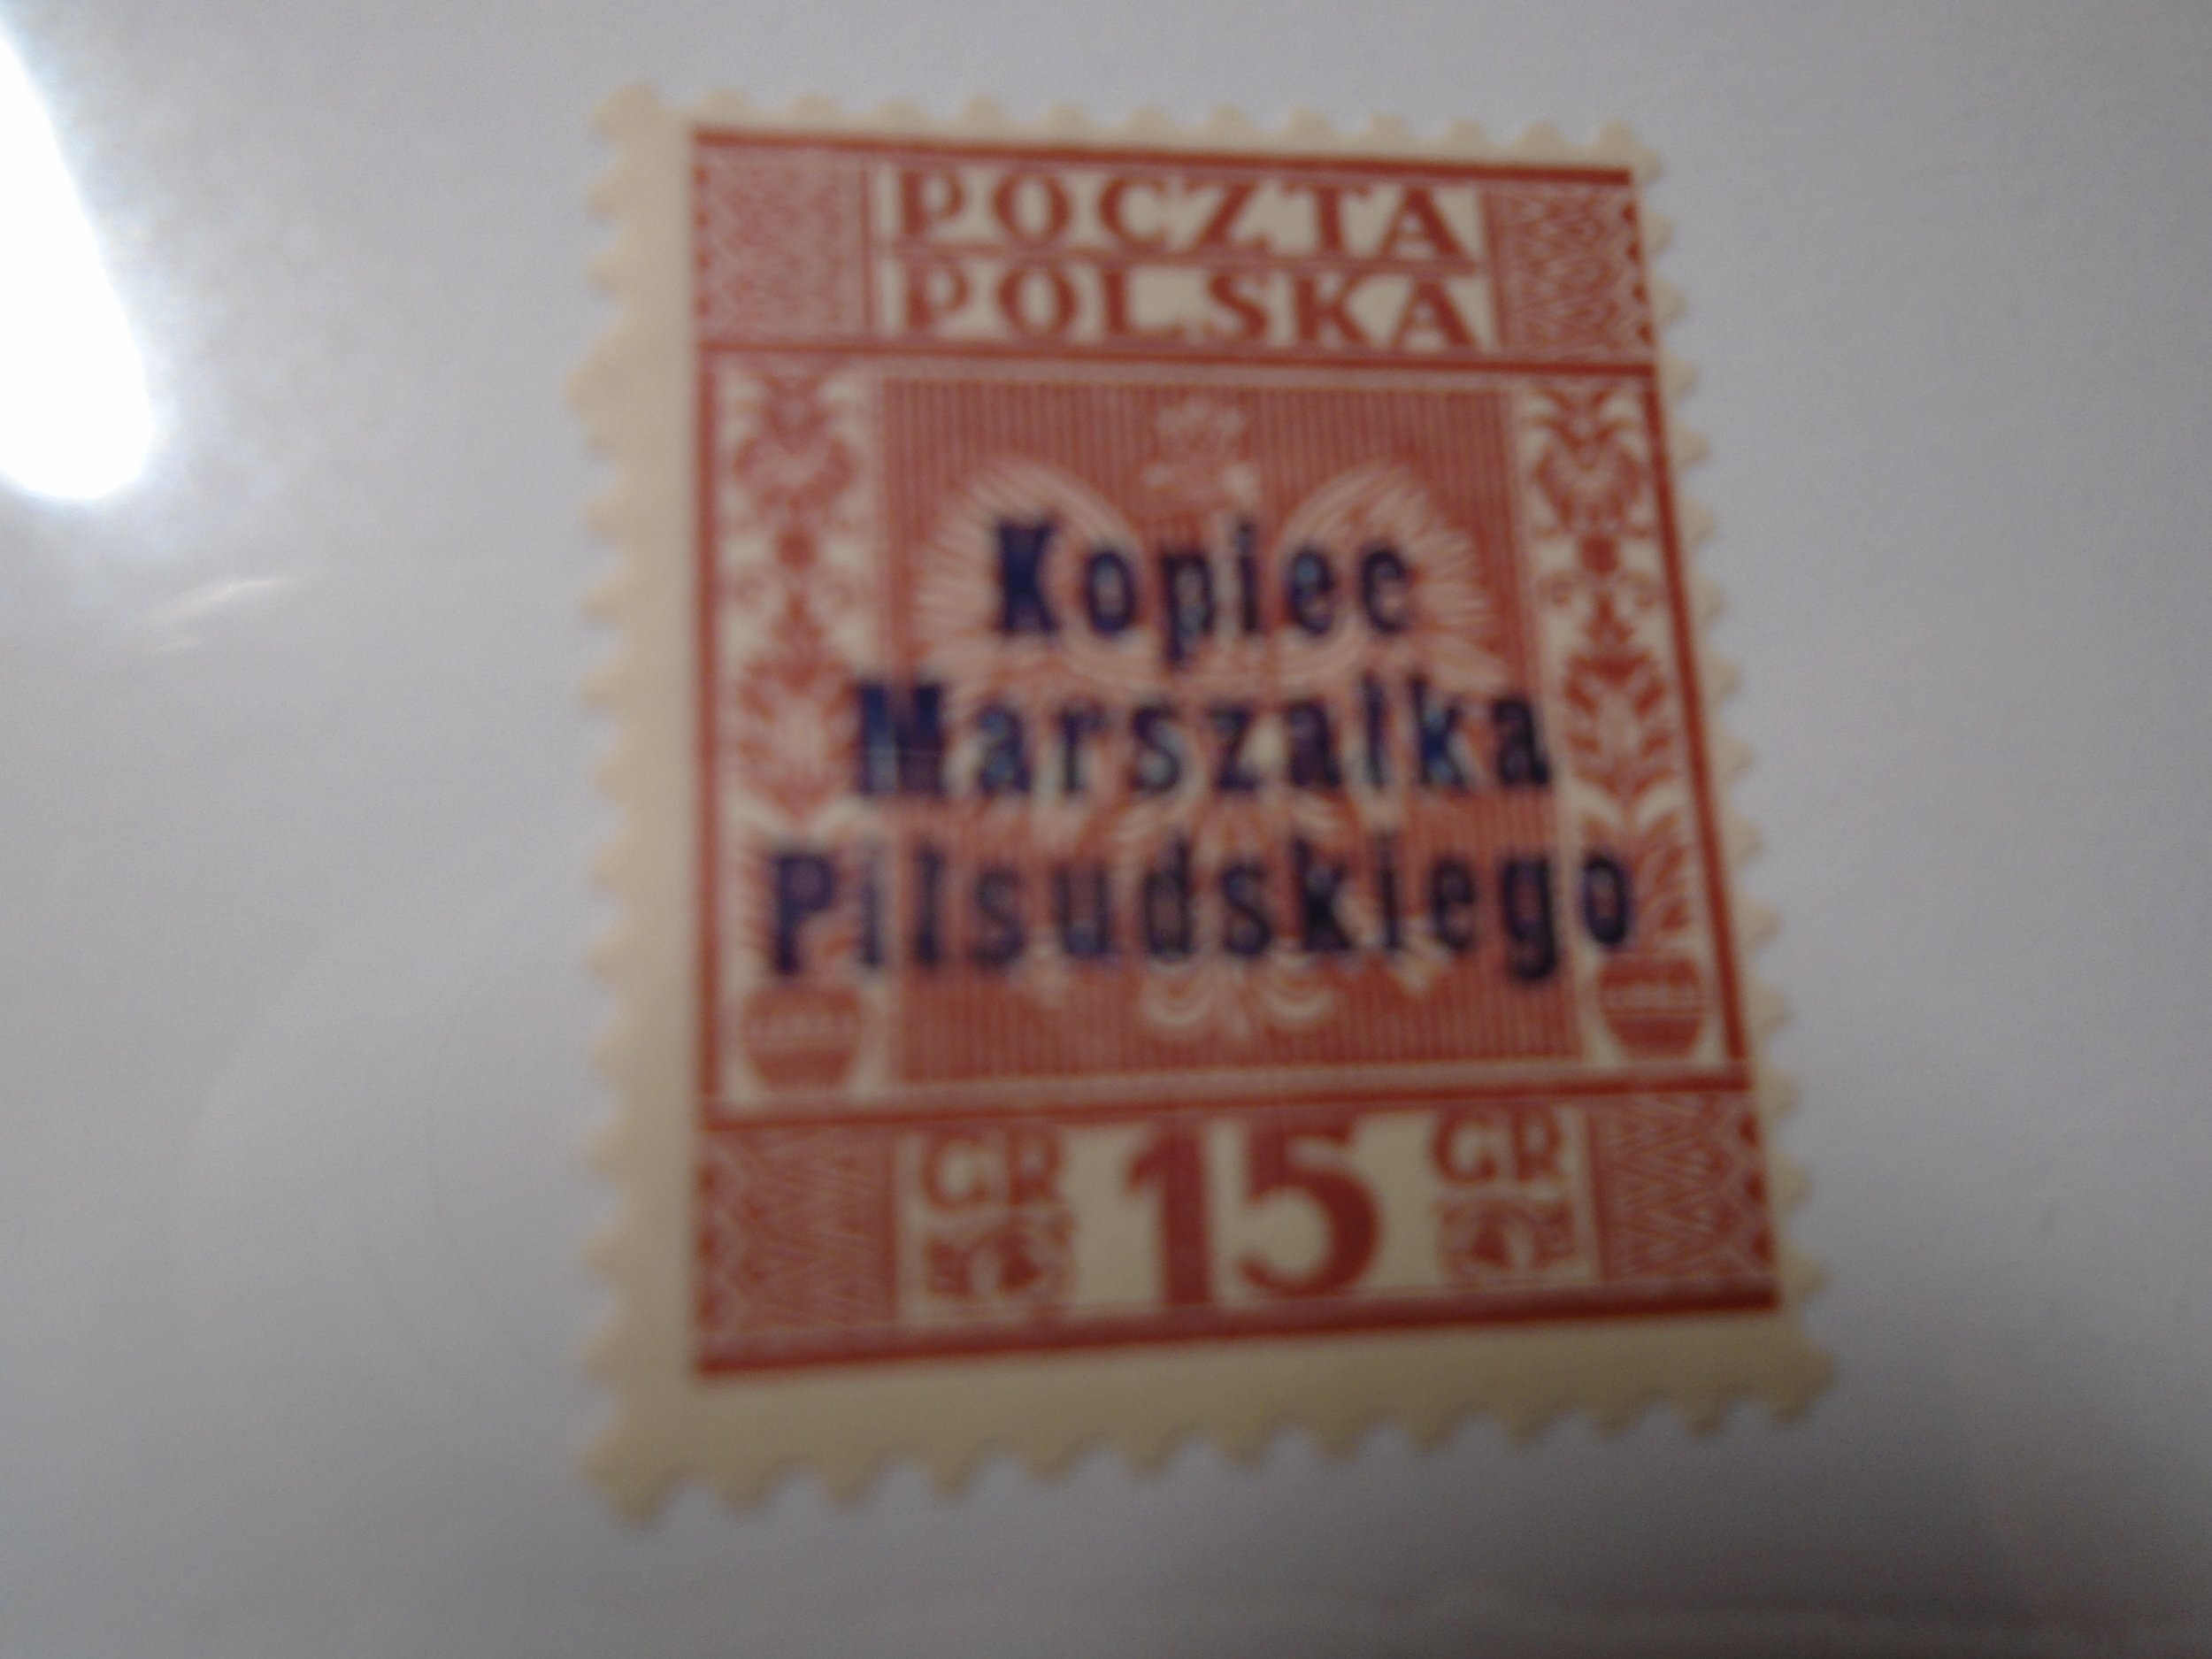 POCZTA
POLSKA
Kopiec
Marszałka
Piłsudskiego
GR 15 GR